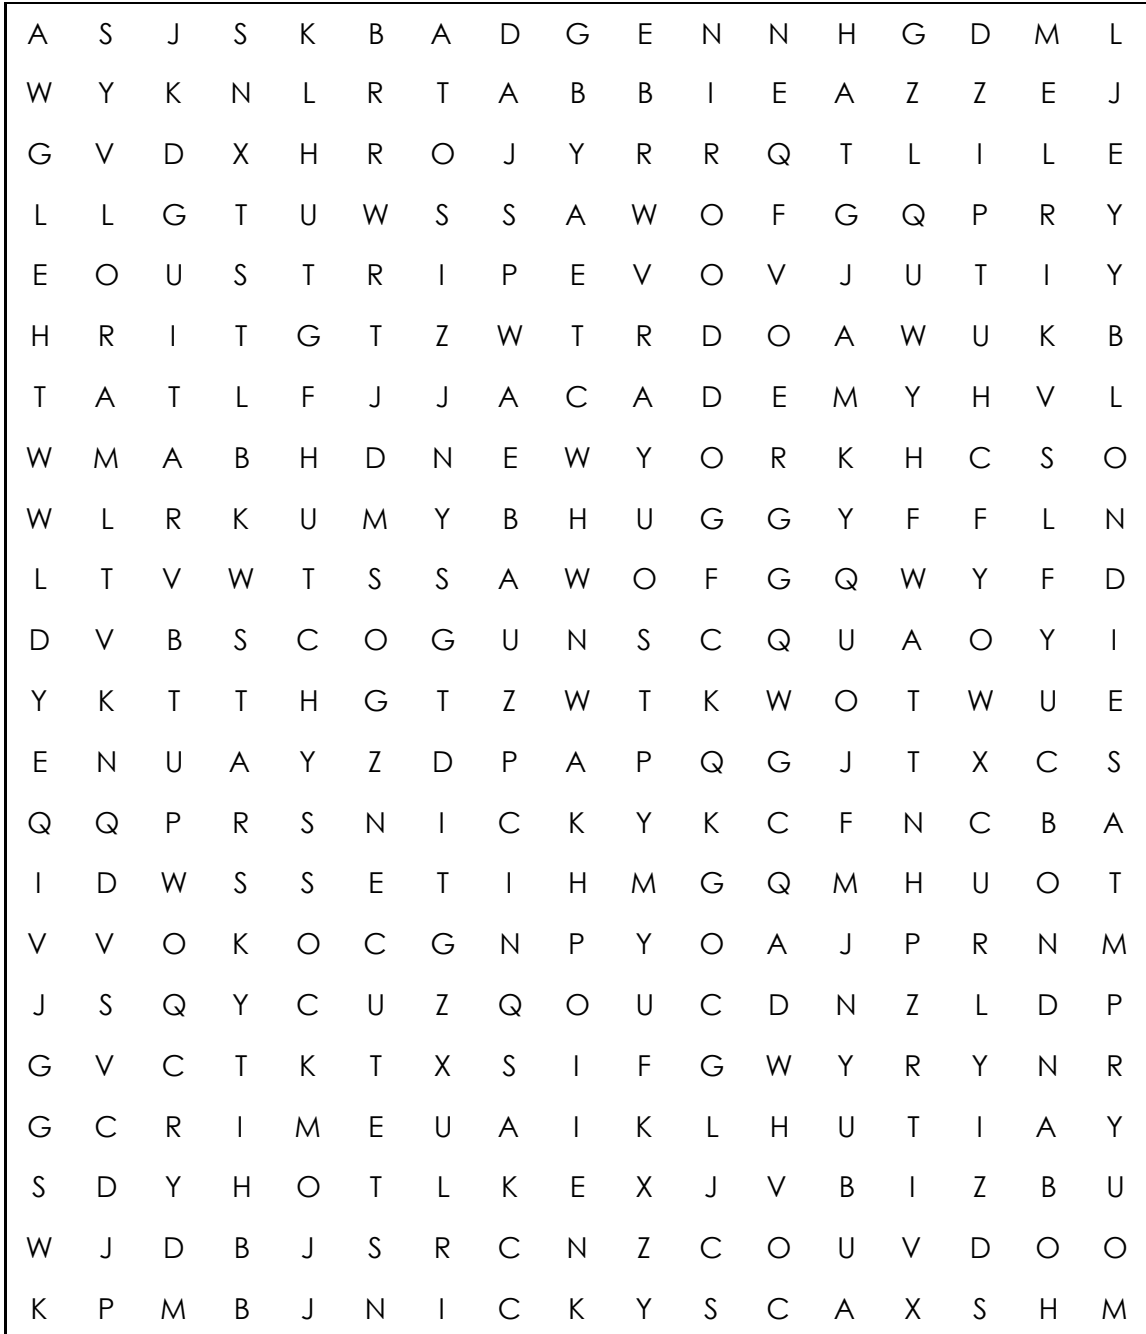 A S J S K B A D G E N N H G D M L
W Y K N L R T A B B I E A Z Z E J
G V D X H R O J Y R R Q T L I L E
L L G T U W S S A W O F G Q P R Y
E O U S T R I P E V O V J U T I Y
H R I T G T Z W T R D O A W U K B
T A T L F J J A C A D E M Y H V L
W M A B H D N E W Y O R K H C S O
W L R K U M Y B H U G G Y F F L N
L T V W T S S A W O F G Q W Y F D
D V B S C O G U N S C Q U A O Y I
Y K T T H G T Z W T K W O T W U E
E N U A Y Z D P A P Q G J T X C S
Q Q P R S N I C K Y K C F N C B A
I D W S S E T I H M G Q M H U O T
V V O K O C G N P Y O A J P R N M
J S Q Y C U Z Q O U C D N Z L D P
G V C T K T X S I F G W Y R Y N R
G C R I M E U A I K L H U T I A Y
S D Y H O T L K E X J V B I Z B U
W J D B J S R C N Z C O U V D O O
K P M B J N I C K Y S C A X S H M